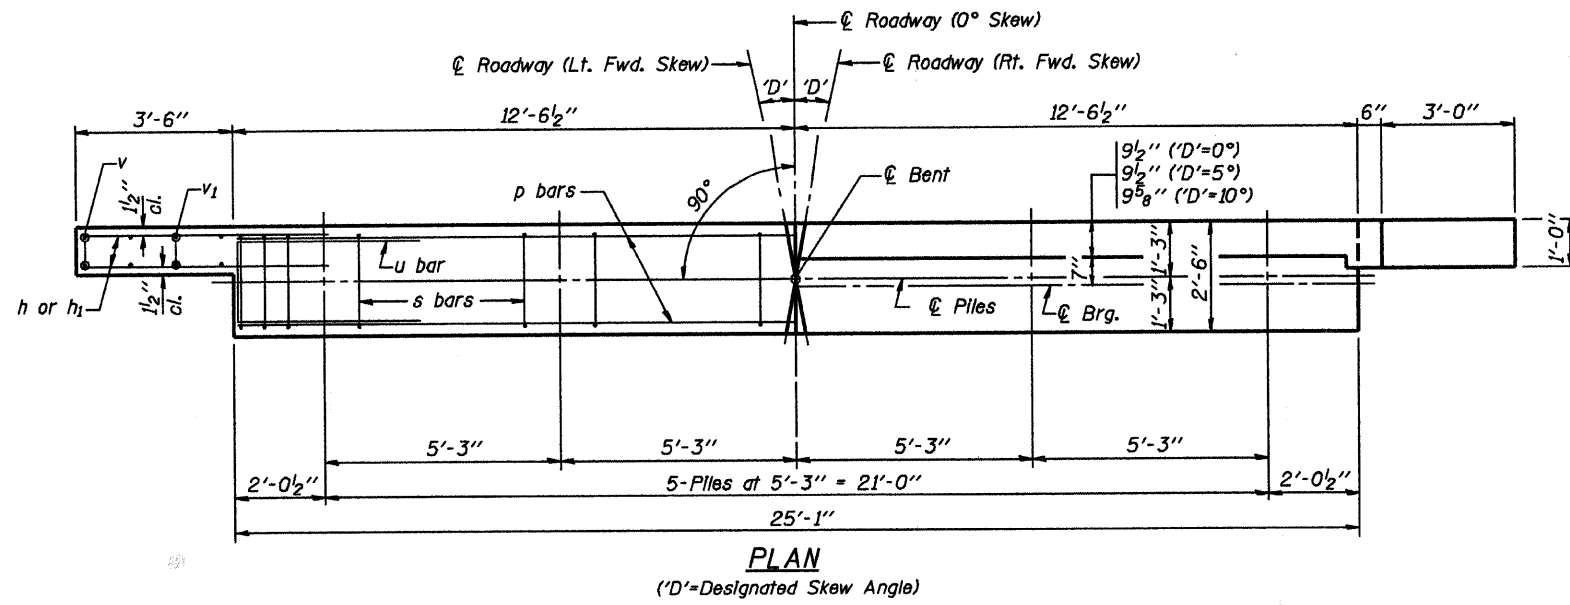 ℄ Roadway (0° Skew)
℄ Roadway (Lt. Fwd. Skew)
℄ Roadway (Rt. Fwd. Skew)
'D' 'D'
3'-6"
12'-6½"
12'-6½"
6"
3'-0"
v
1½" cl.
v1
p bars
90°
℄ Bent
9½" ('D'=0°)
9½" ('D'=5°)
9⅝" ('D'=10°)
u bar
s bars
h or h1
1½" cl.
7"
1'-3"
1'-3"
2'-6"
1'-0"
℄ Piles
℄ Brg.
5'-3"
5'-3"
5'-3"
5'-3"
2'-0½"
5-Piles at 5'-3" = 21'-0"
2'-0½"
25'-1"
PLAN
('D'=Designated Skew Angle)